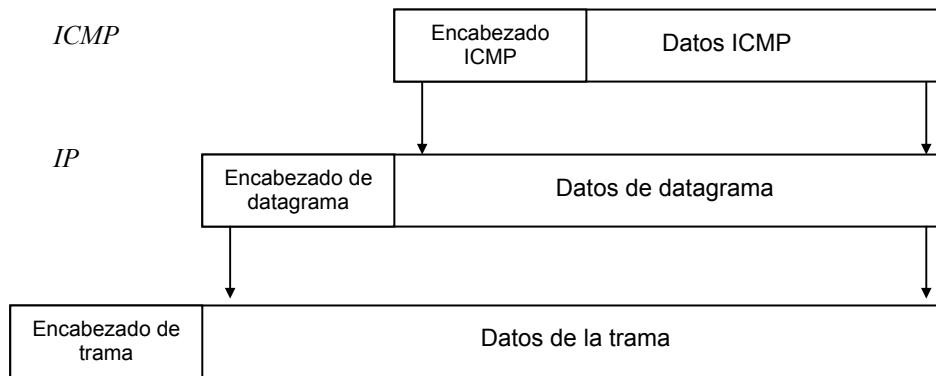 ICMP
Encabezado
ICMP
Datos ICMP
IP
Encabezado de
datagrama
Datos de datagrama
Encabezado de
trama
Datos de la trama